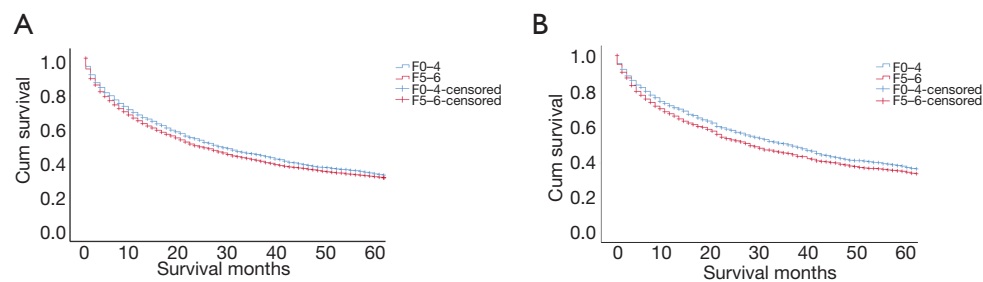 A
1.0
0.8
0.6
0.4
0.2
0.0
Cum survival
0 10 20 30 40 50 60
Survival months
F0–4
F5–6
F0–4-censored
F5–6-censored
B
1.0
0.8
0.6
0.4
0.2
0.0
Cum survival
0 10 20 30 40 50 60
Survival months
F0–4
F5–6
F0–4-censored
F5–6-censored